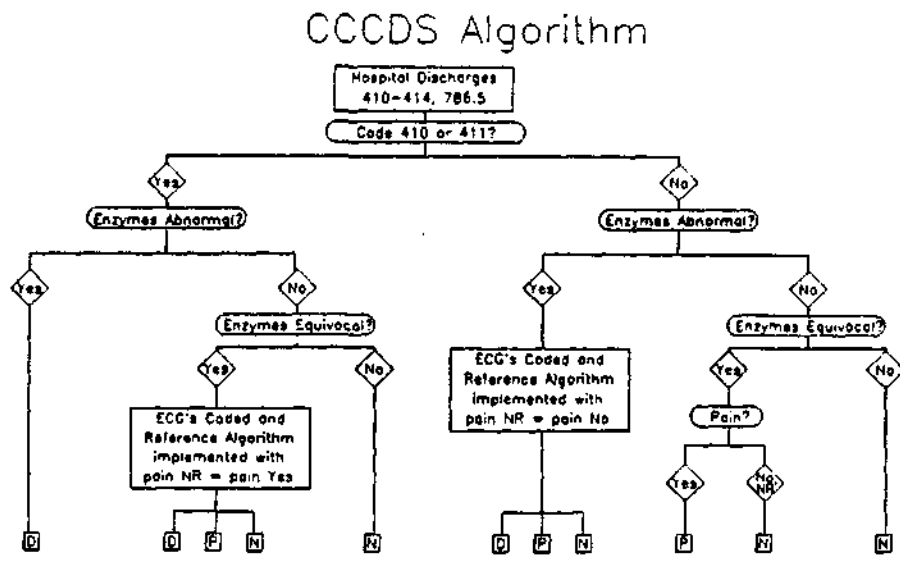 CCCDS Algorithm
Hospital Discharges
410-414, 786.5
Code 410 or 411?
Yes
No
Enzymes Abnormal?
Enzymes Abnormal?
Yes
No
Yes
No
Enzymes Equivocal?
Enzymes Equivocal?
Yes
No
ECG's Coded and
Reference Algorithm
implemented with
pain NR = pain No
Yes
No
ECG's Coded and
Reference Algorithm
implemented with
pain NR = pain Yes
Pain?
Yes
No
NR
D
D
P
N
N
D
P
N
P
N
N